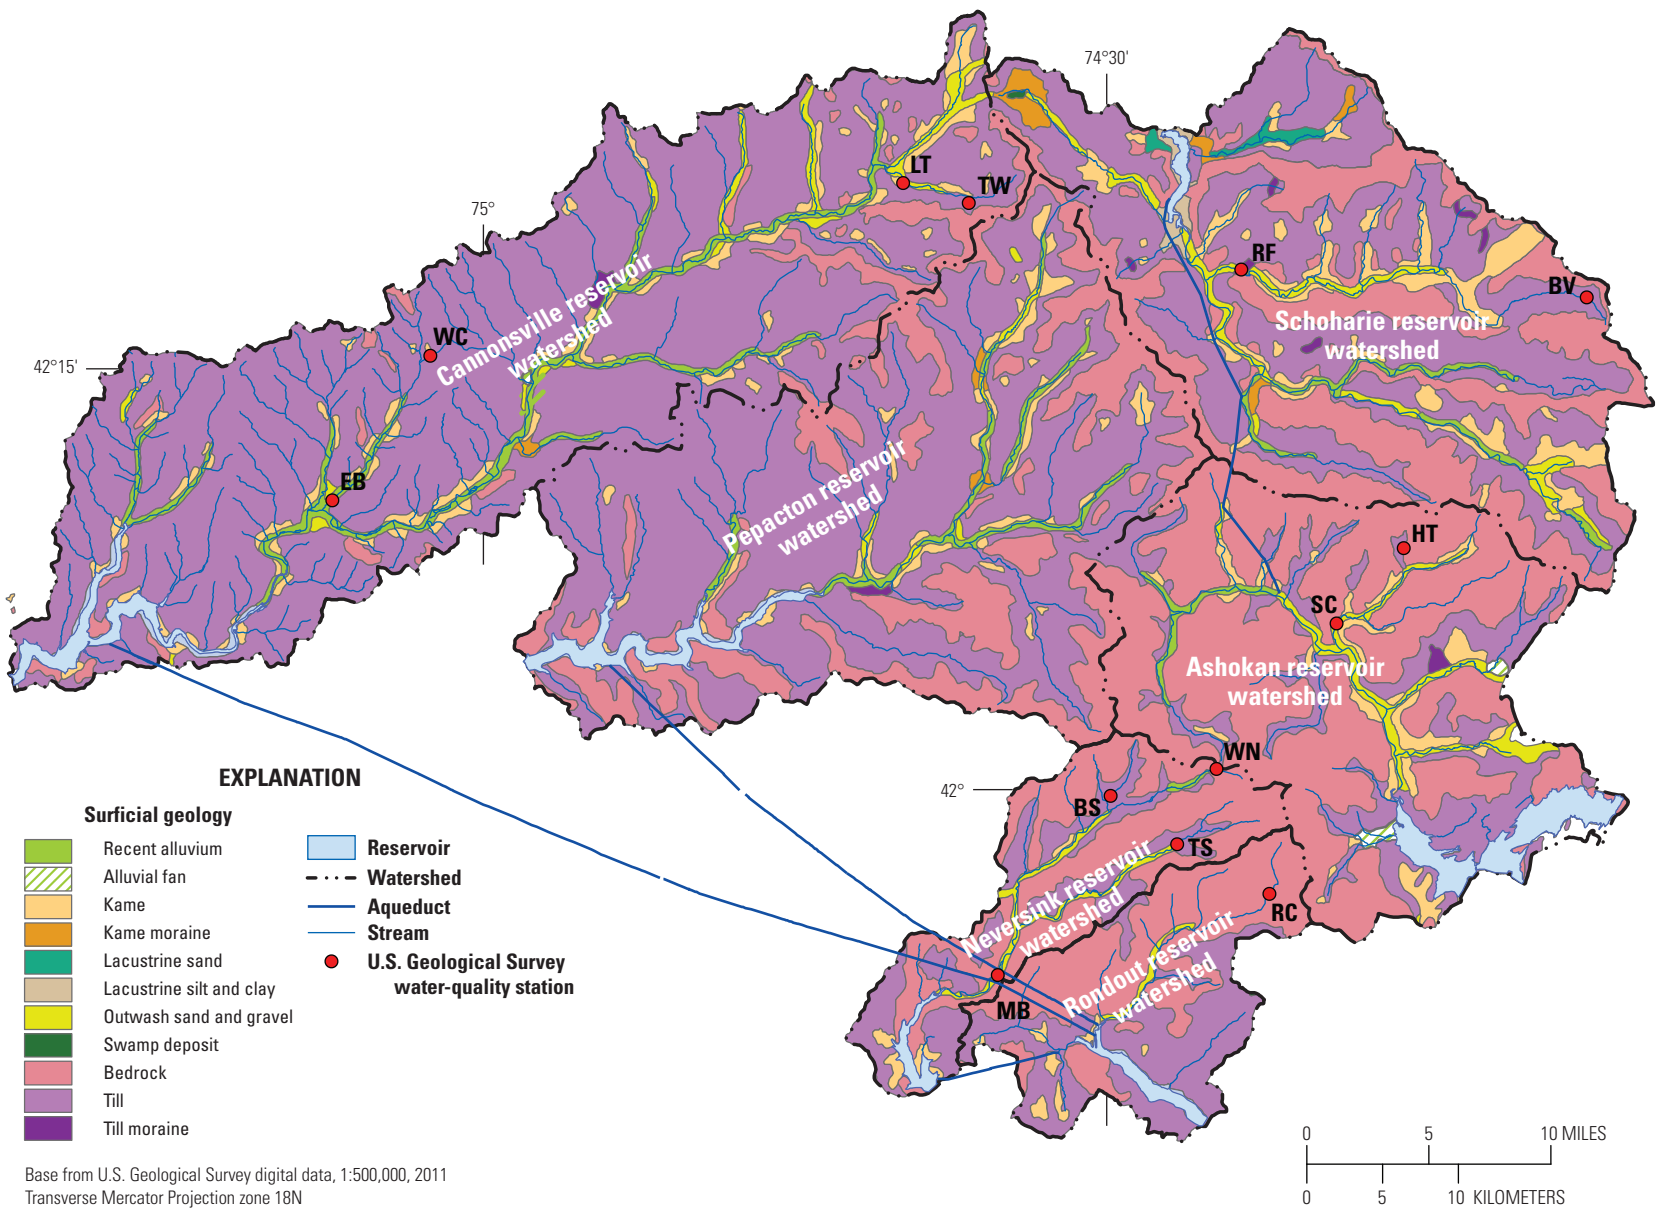 74°30'
LT
TW
75°
RF
BV
Cannonsville reservoir
watershed
Schoharie reservoir
watershed
WC
42°15'
EB
Pepacton reservoir
watershed
HT
SC
Ashokan reservoir
watershed
WN
42°
BS
TS
Neversink reservoir
watershed
RC
Rondout reservoir
watershed
MB
EXPLANATION
Surficial geology
Recent alluvium
Alluvial fan
Kame
Kame moraine
Lacustrine sand
Lacustrine silt and clay
Outwash sand and gravel
Swamp deposit
Bedrock
Till
Till moraine
Reservoir
Watershed
Aqueduct
Stream
U.S. Geological Survey
water-quality station
0 5 10 MILES
0 5 10 KILOMETERS
Base from U.S. Geological Survey digital data, 1:500,000, 2011
Transverse Mercator Projection zone 18N